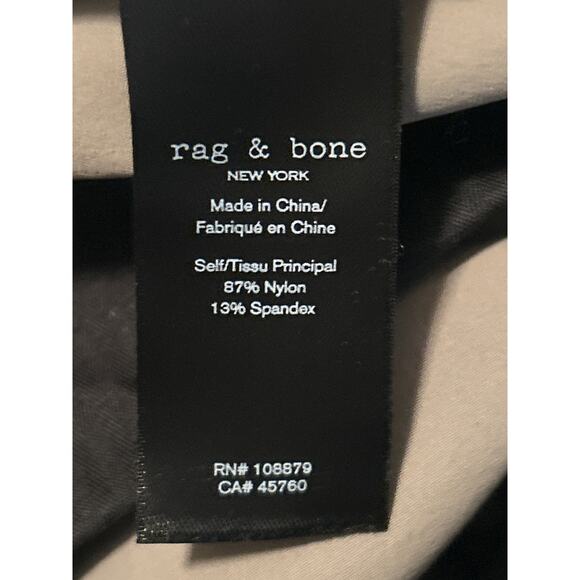 rag & bone
NEW YORK
Made in China/
Fabriqué en Chine
Self/Tissu Principal
87% Nylon
13% Spandex
RN# 108879
CA# 45760